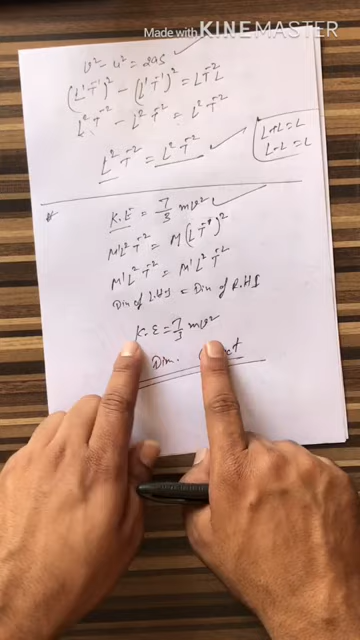 Made with KINEMASTER
v² - u² = 2as
(L¹T⁻¹)² - (L¹T⁻¹)² = LT⁻²L
L²T⁻² - L²T⁻² = L²T⁻²
L²T⁻² = L²T⁻²
L+L=L
L-L=L
K.E = 7/3 mv²
M¹L²T⁻² = M(LT⁻¹)²
M¹L²T⁻² = M¹L²T⁻²
Dim of L.H.S = Dim of R.H.S
K.E = 7/3 mv²
Dim.